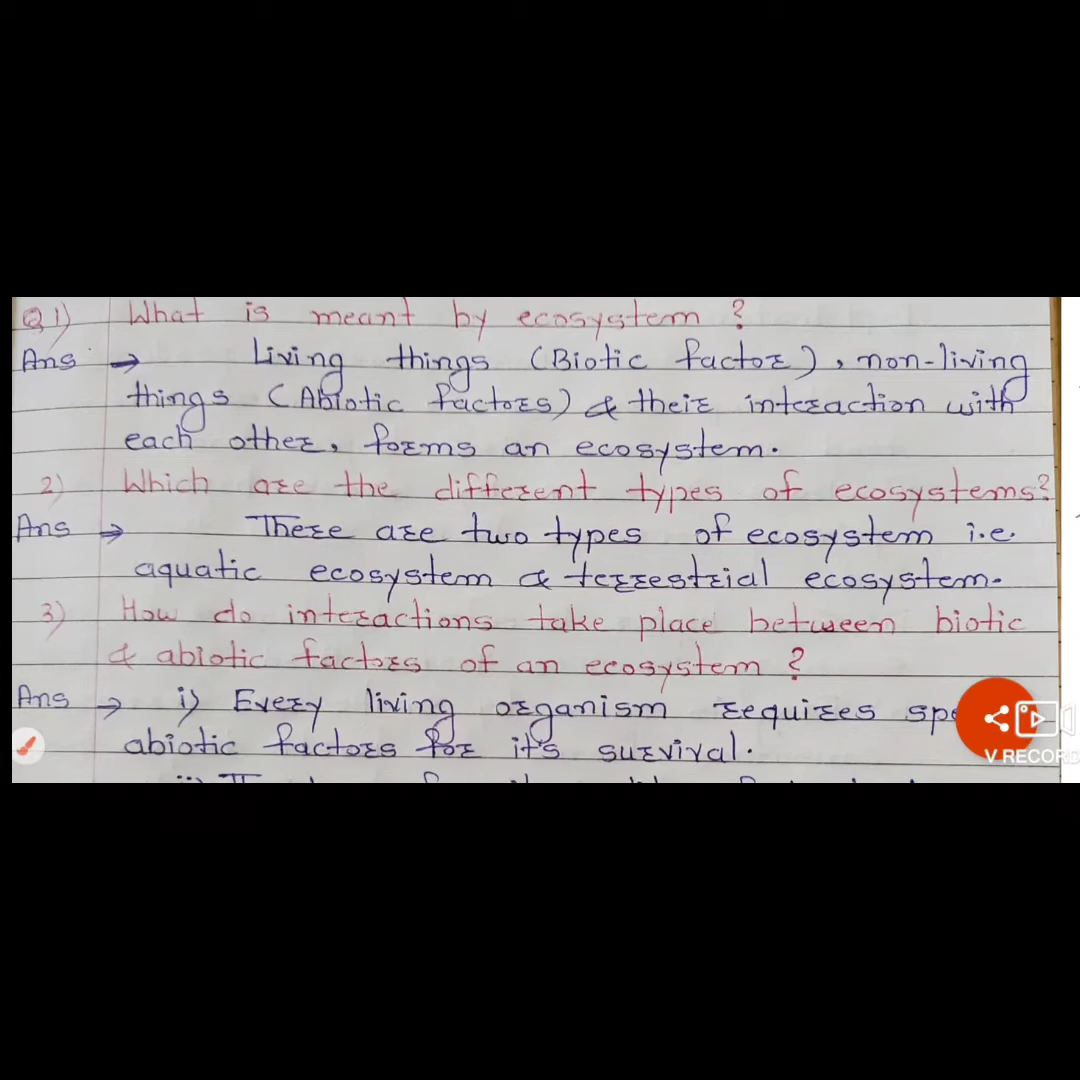 Q1) What is meant by ecosystem ?
Ans → Living things (Biotic factor), non-living
things (Abiotic factors) & their interaction with
each other, forms an ecosystem.
2) Which are the different types of ecosystems?
Ans → There are two types of ecosystem i.e.
aquatic ecosystem & terrestrial ecosystem.
3) How do interactions take place between biotic
& abiotic factors of an ecosystem ?
Ans → i) Every living organism requires
abiotic factors for it's survival.
V RECORD